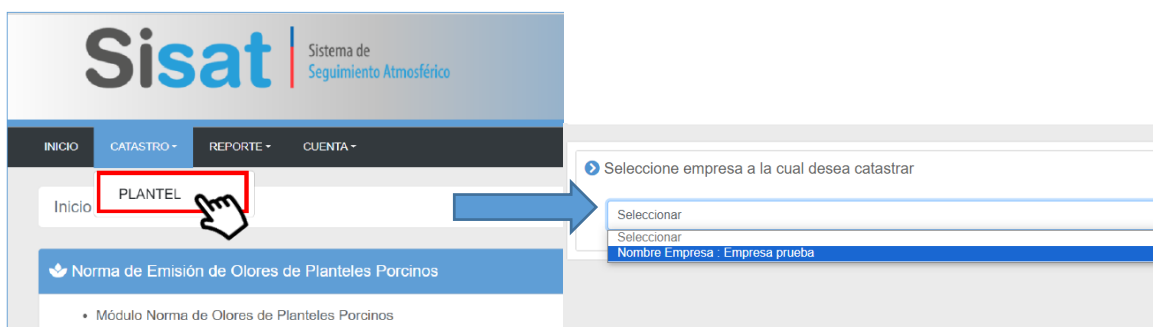 Sisat
Sistema de
Seguimiento Atmosférico
INICIO CATASTRO REPORTE CUENTA
PLANTEL
Inicio
Norma de Emisión de Olores de Planteles Porcinos
• Módulo Norma de Olores de Planteles Porcinos
Seleccione empresa a la cual desea catastrar
Seleccionar
Seleccionar
Nombre Empresa : Empresa prueba